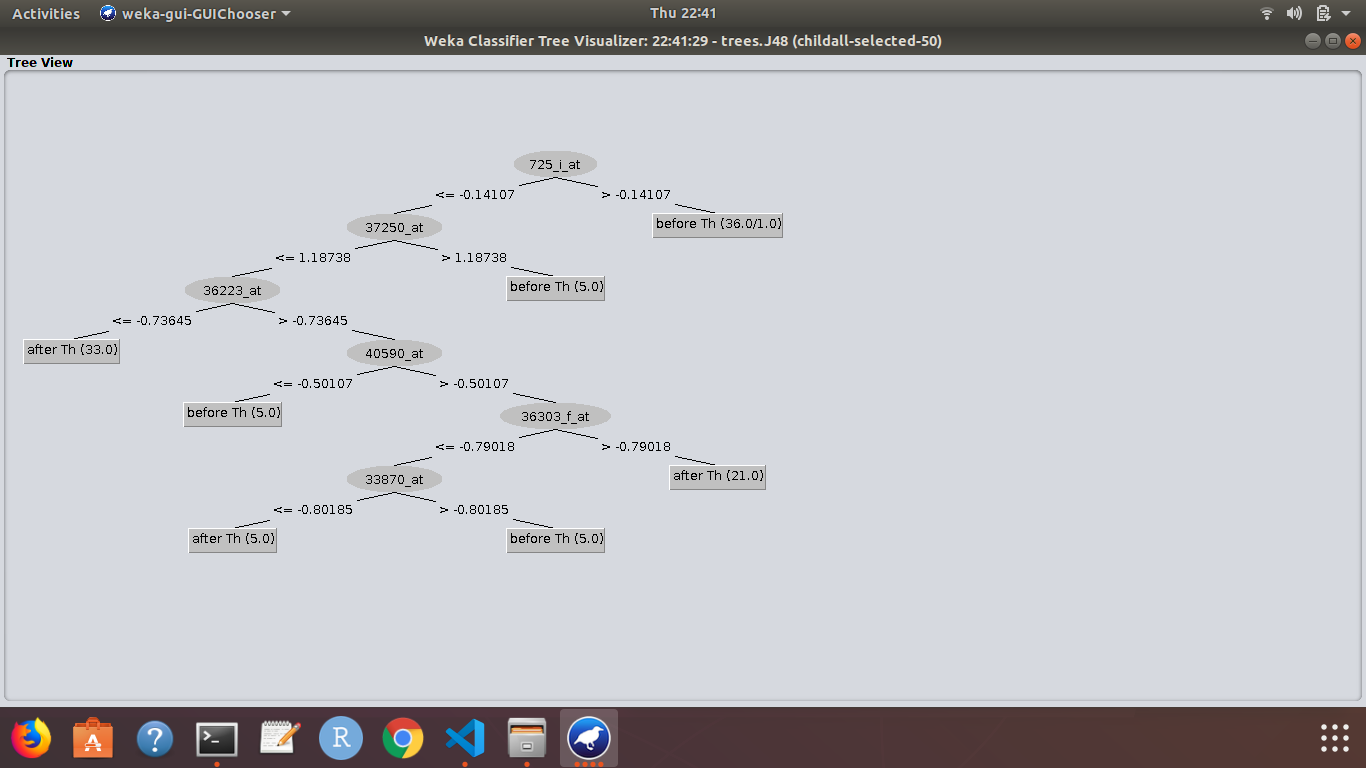 Activities weka-gui-GUIChooser Thu 22:41
Weka Classifier Tree Visualizer: 22:41:29 - trees.J48 (childall-selected-50)
Tree View
725_i_at
<= -0.14107 > -0.14107
37250_at before Th (36.0/1.0)
<= 1.18738 > 1.18738
36223_at before Th (5.0)
<= -0.73645 > -0.73645
after Th (33.0) 40590_at
<= -0.50107 > -0.50107
before Th (5.0) 36303_f_at
<= -0.79018 > -0.79018
33870_at after Th (21.0)
<= -0.80185 > -0.80185
after Th (5.0) before Th (5.0)
A ? >_ R